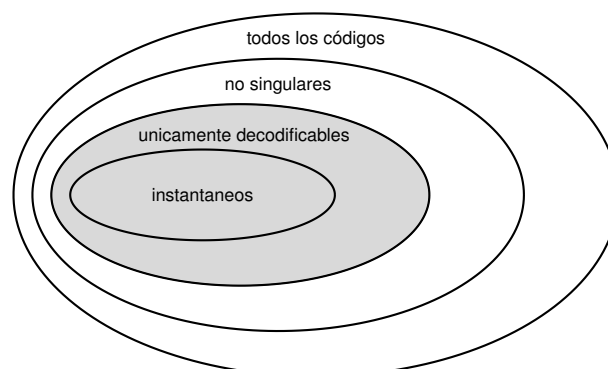 todos los códigos
no singulares
unicamente decodificables
instantaneos